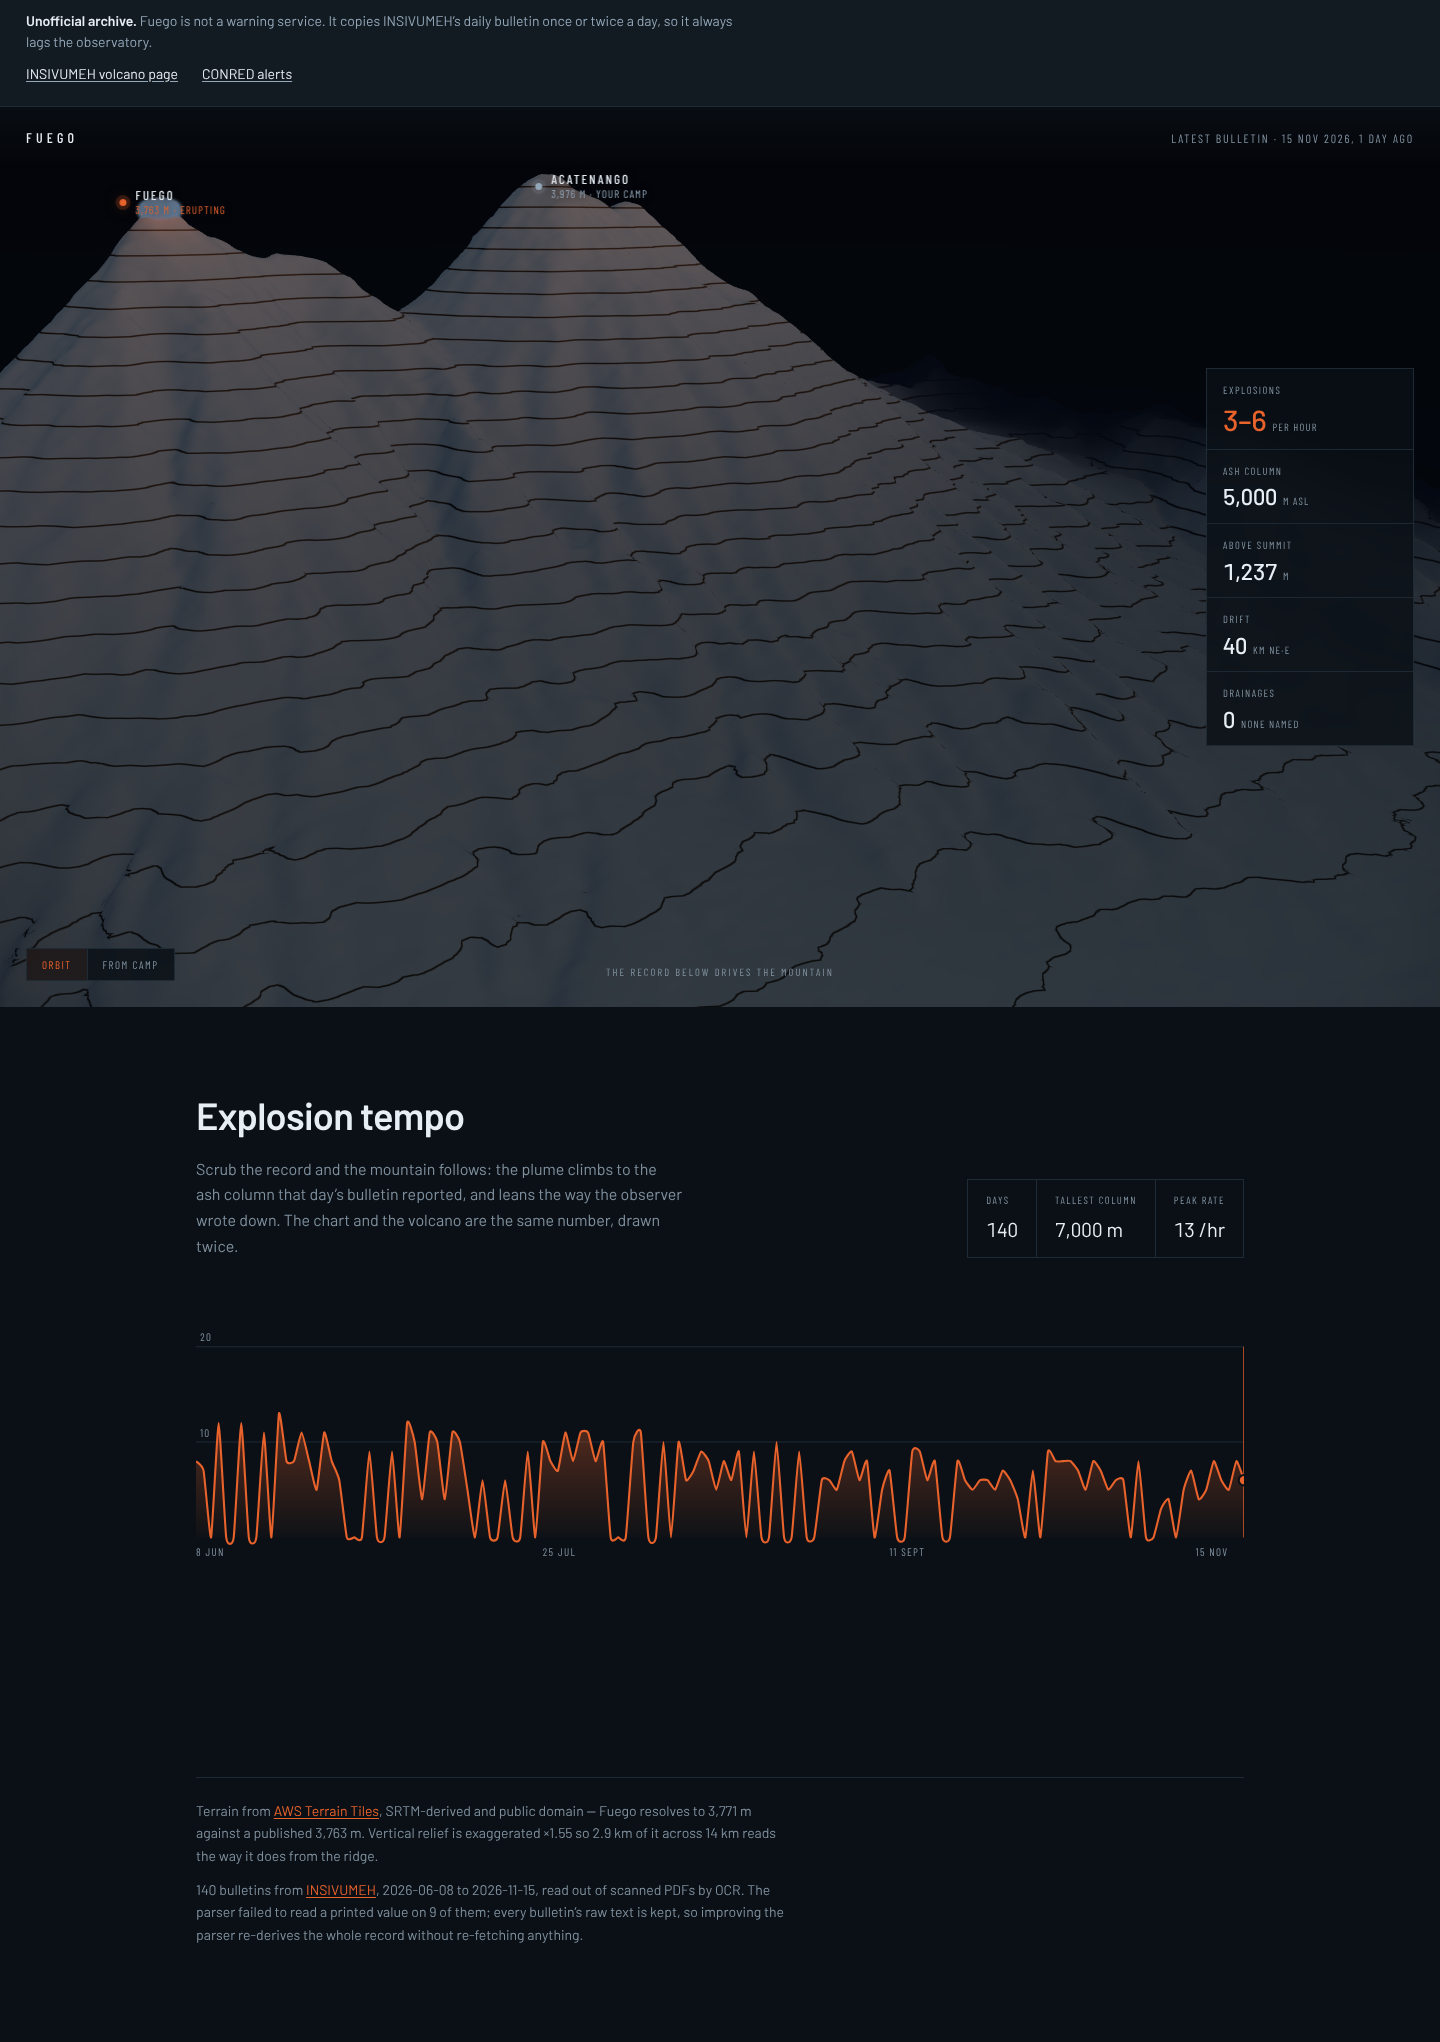 Unofficial archive. Fuego is not a warning service. It copies INSIVUMEH’s daily bulletin once or twice a day, so it always
lags the observatory.
INSIVUMEH volcano page CONRED alerts
FUEGO
LATEST BULLETIN · 15 NOV 2026, 1 DAY AGO
FUEGO
3,763 M · ERUPTING
ACATENANGO
3,976 M · YOUR CAMP
EXPLOSIONS
3–6 PER HOUR
ASH COLUMN
5,000 M ASL
ABOVE SUMMIT
1,237 M
DRIFT
40 KM NE·E
DRAINAGES
0 NONE NAMED
ORBIT FROM CAMP
THE RECORD BELOW DRIVES THE MOUNTAIN
Explosion tempo
Scrub the record and the mountain follows: the plume climbs to the
ash column that day’s bulletin reported, and leans the way the observer
wrote down. The chart and the volcano are the same number, drawn
twice.
DAYS TALLEST COLUMN PEAK RATE
140 7,000 m 13 /hr
20
10
8 JUN 25 JUL 11 SEPT 15 NOV
Terrain from AWS Terrain Tiles, SRTM-derived and public domain — Fuego resolves to 3,771 m
against a published 3,763 m. Vertical relief is exaggerated ×1.55 so 2.9 km of it across 14 km reads
the way it does from the ridge.
140 bulletins from INSIVUMEH, 2026-06-08 to 2026-11-15, read out of scanned PDFs by OCR. The
parser failed to read a printed value on 9 of them; every bulletin’s raw text is kept, so improving the
parser re-derives the whole record without re-fetching anything.